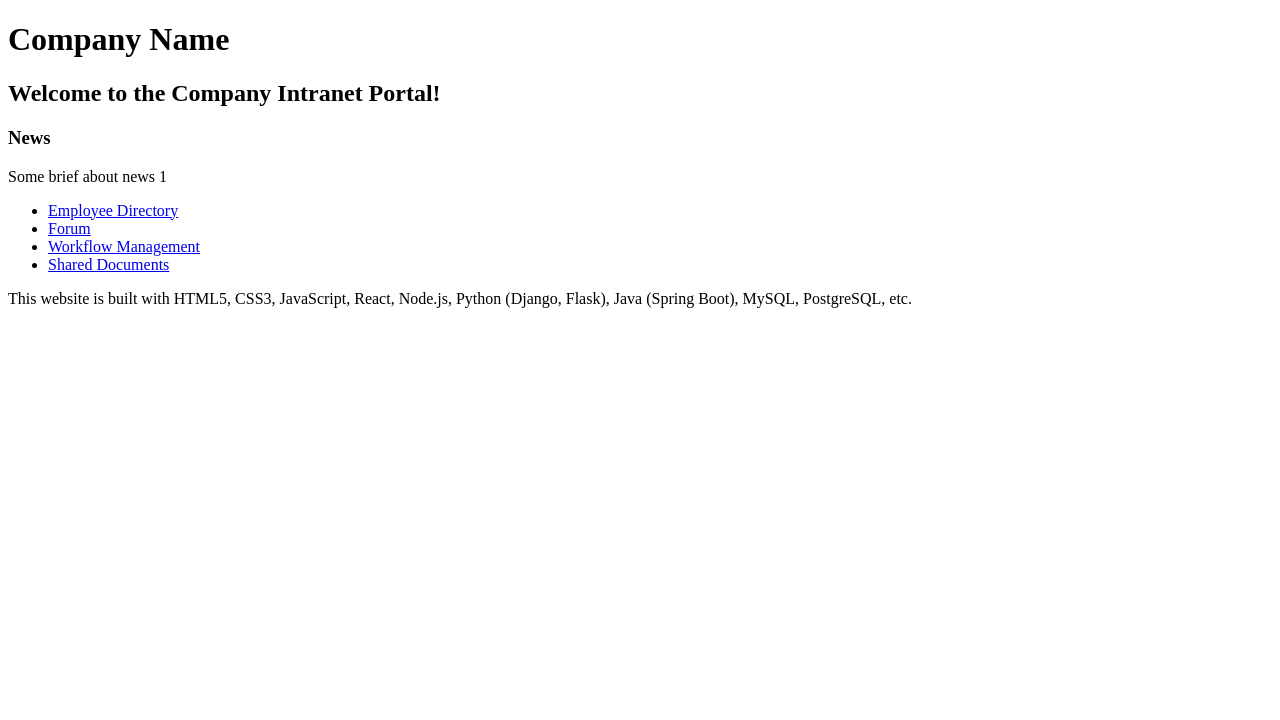 Company Name
Welcome to the Company Intranet Portal!
News
Some brief about news 1
Employee Directory
Forum
Workflow Management
Shared Documents
This website is built with HTML5, CSS3, JavaScript, React, Node.js, Python (Django, Flask), Java (Spring Boot), MySQL, PostgreSQL, etc.